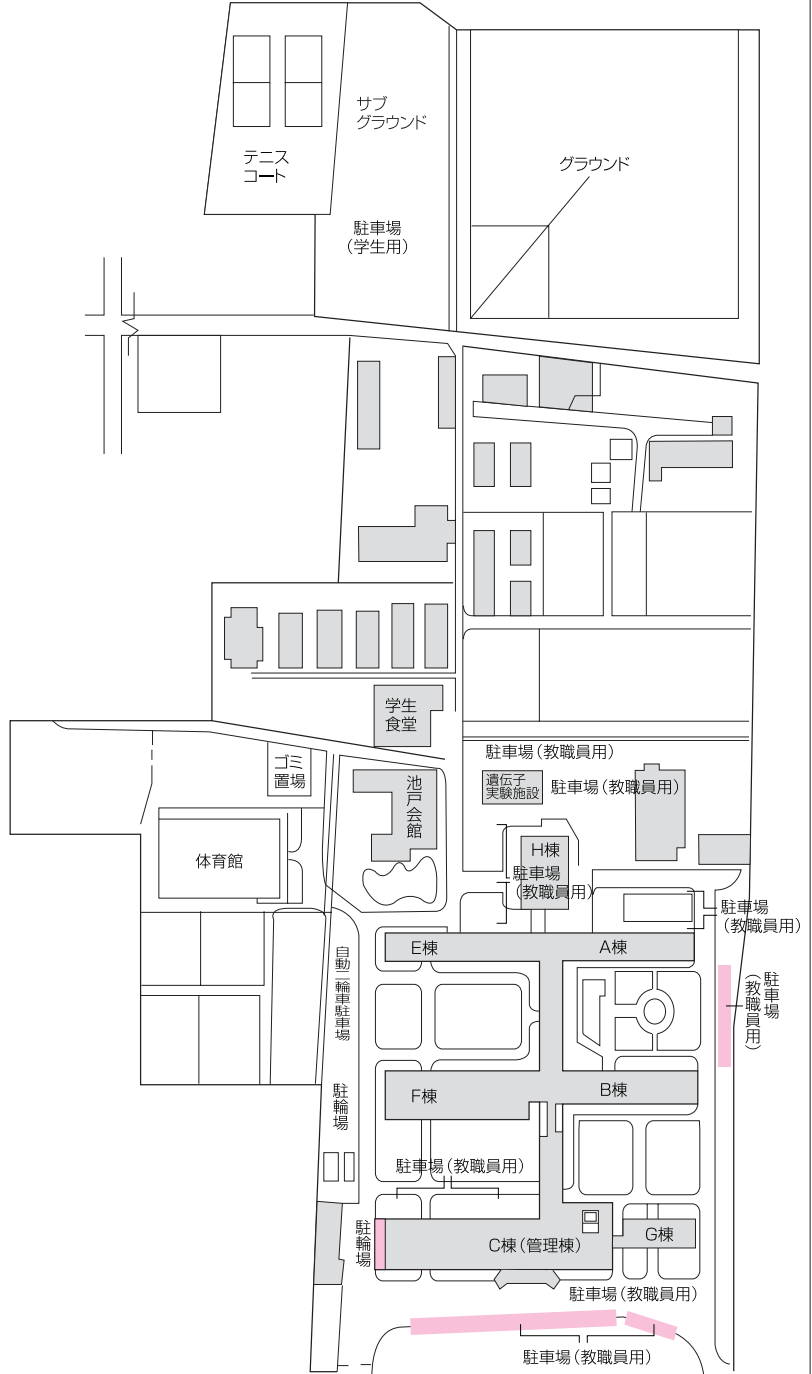 サブ
グラウンド
テニス
コート
グラウンド
駐車場
(学生用)
学生
食堂
駐車場(教職員用)
ゴミ
置場
池戸会館
遺伝子
実験施設
駐車場(教職員用)
体育館
H棟
駐車場
(教職員用)
駐車場
(教職員用)
E棟
A棟
自動二輪車駐車場
駐車場
(教職員用)
F棟
B棟
駐輪場
駐車場(教職員用)
駐輪場
C棟(管理棟)
G棟
駐車場(教職員用)
駐車場(教職員用)